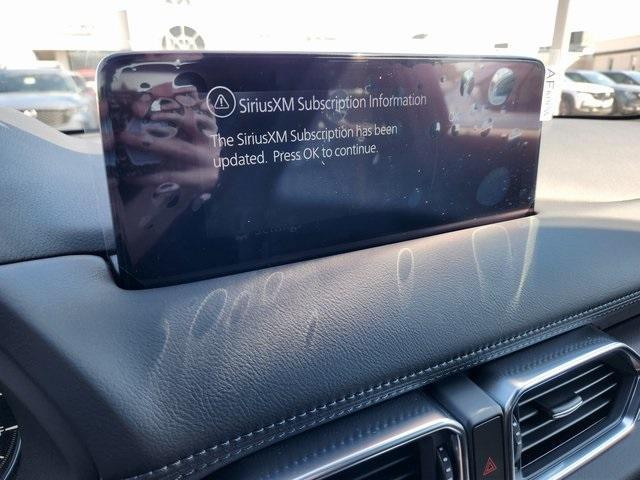 SiriusXM Subscription Information
The SiriusXM Subscription has been
updated. Press OK to continue.